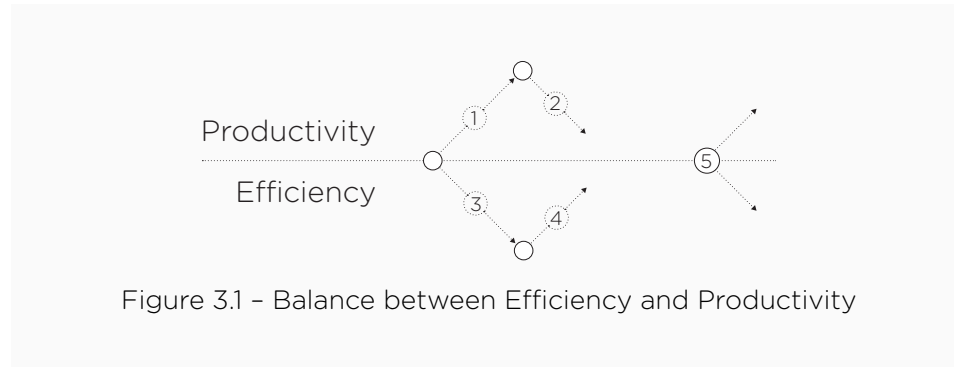 1
2
Productivity
5
Efficiency
3
4
Figure 3.1 – Balance between Efficiency and Productivity